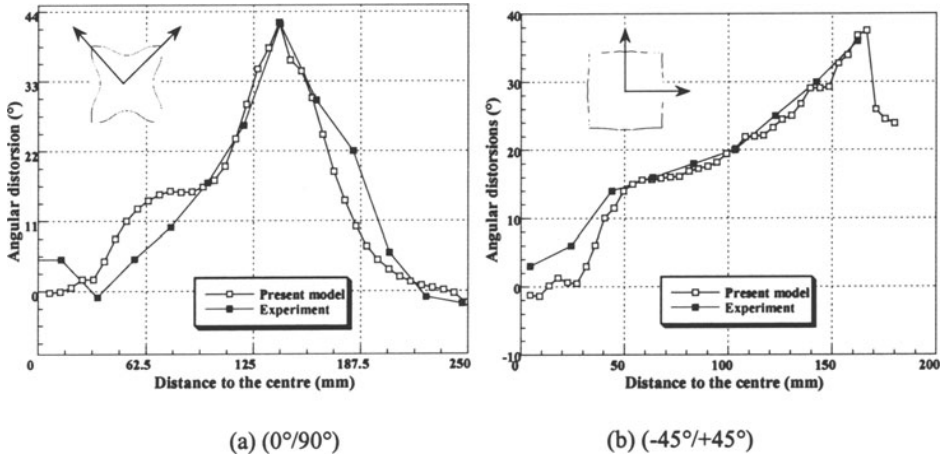 44
33
22
11
0
Angular distorsion (°)
Present model
Experiment
0
62.5
125
187.5
250
Distance to the centre (mm)
(a) (0°/90°)
40
30
20
10
0
-10
Angular distorsions (°)
Present model
Experiment
0
50
100
150
200
Distance to the centre (mm)
(b) (-45°/+45°)